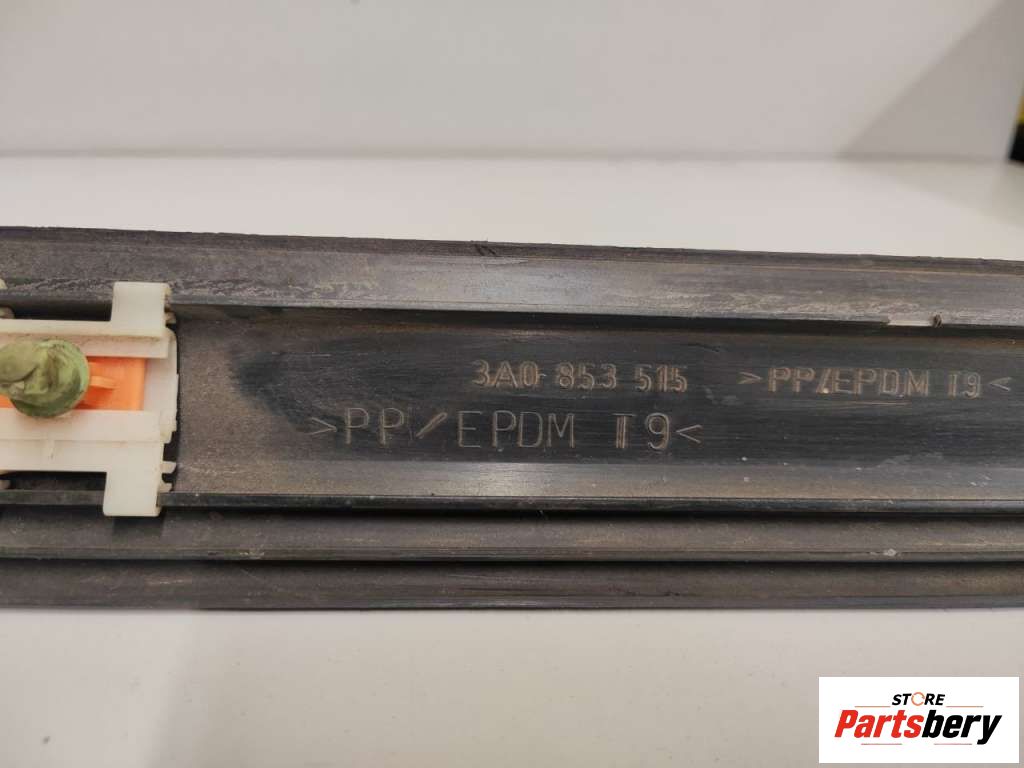 3A0 853 515 >PP/EPDM T9<
>PP/EPDM T9<
STORE
Partsbery